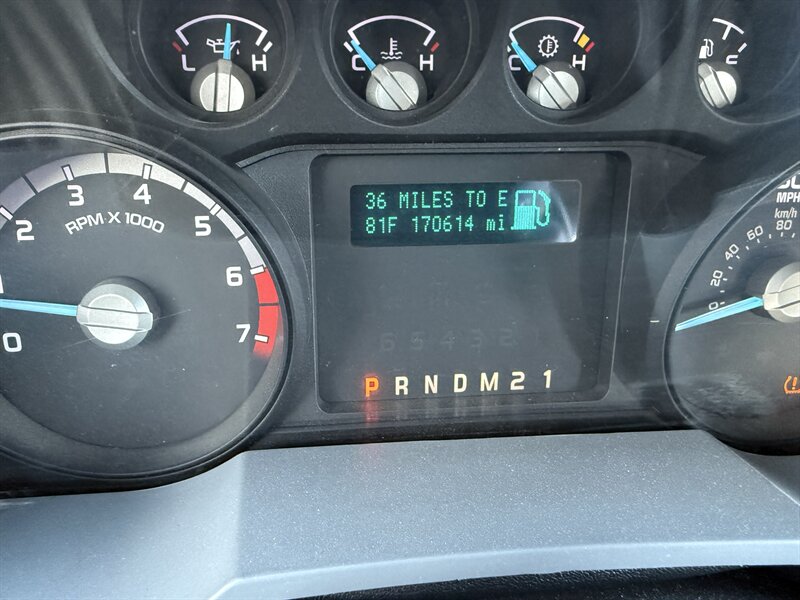 L H
C H
C H
F
36 MILES TO E
81F 170614 mi
0 2 3 4 5 6 7
RPM X 1000
MPH
km/h
0 20 40 60 80
P R N D M 2 1